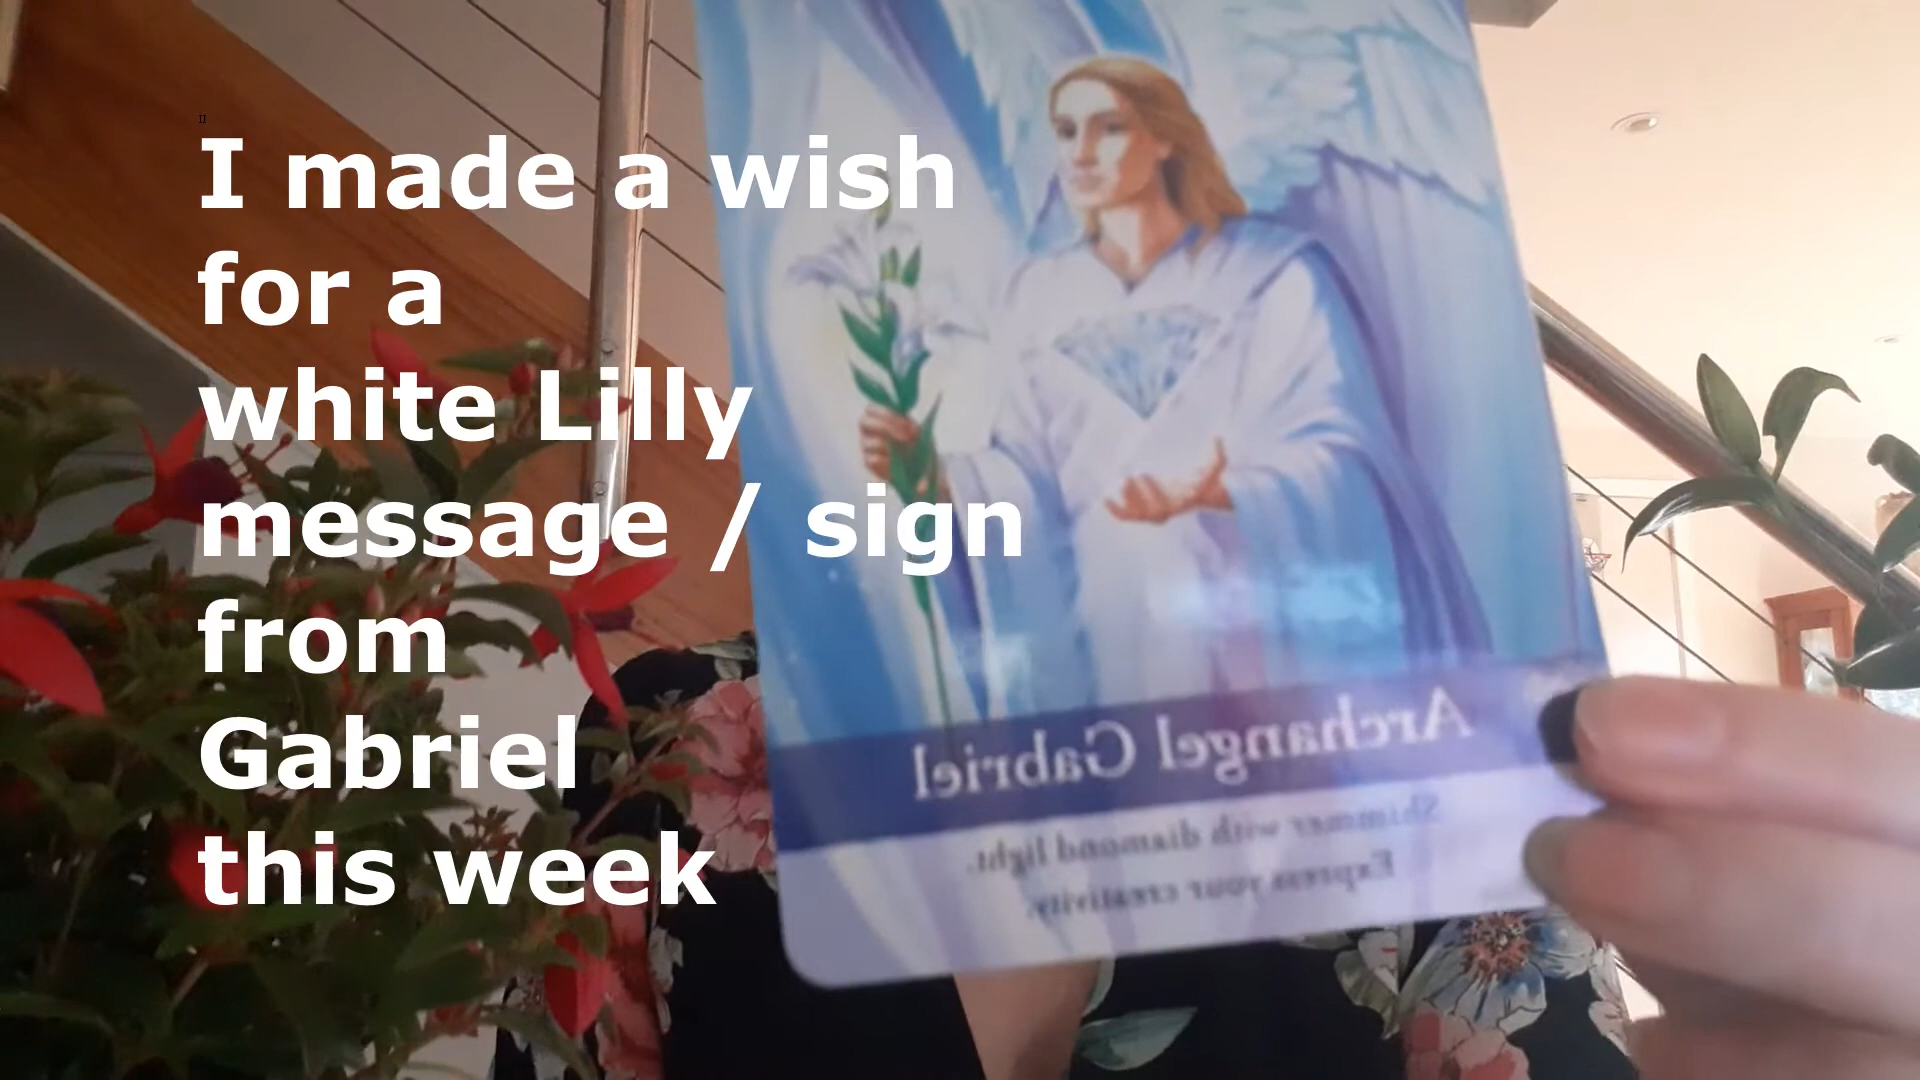 "
I made a wish
for a
white Lilly
message / sign
from
Gabriel
this week
Archangel Gabriel
Shimmer with diamond light.
Express your creativity.